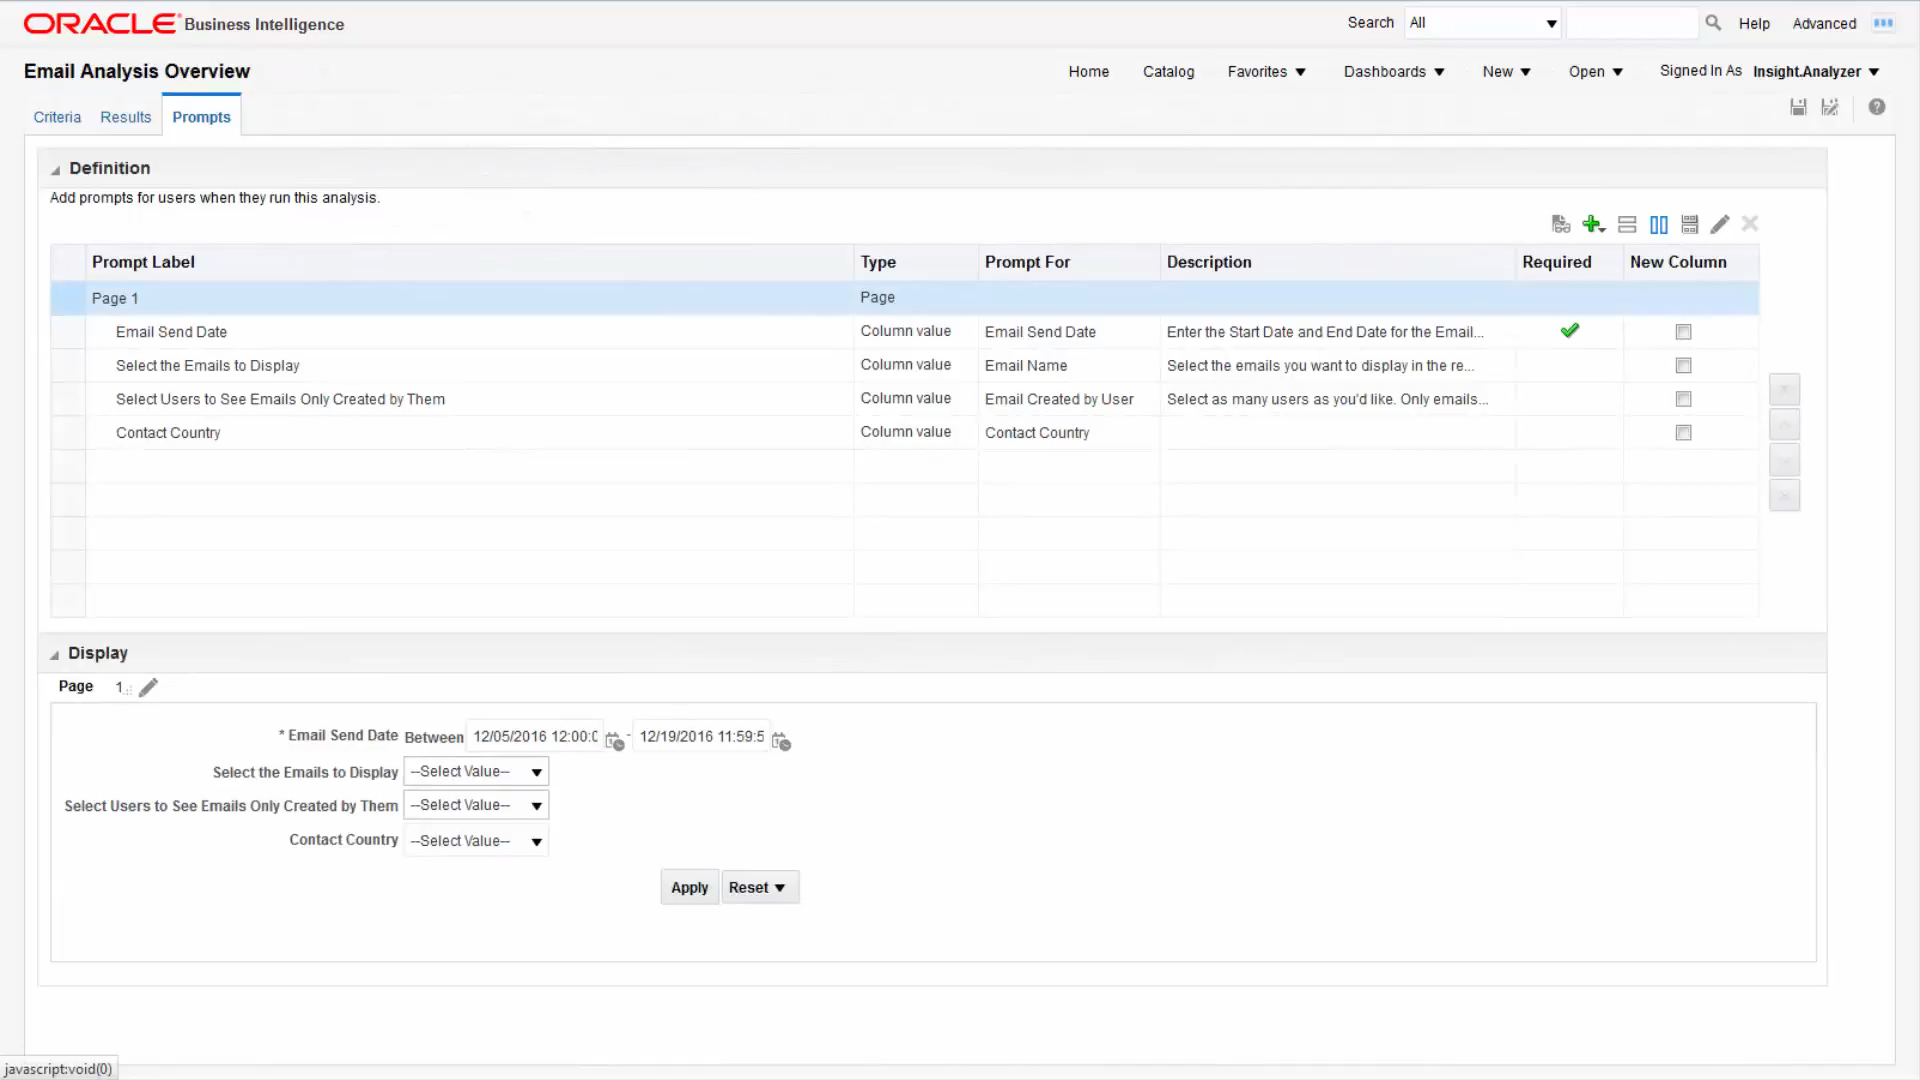 ORACLE Business Intelligence
Search All Help Advanced
Email Analysis Overview
Home Catalog Favorites Dashboards New Open Signed In As Insight.Analyzer
Criteria Results Prompts
Definition
Add prompts for users when they run this analysis.
Prompt Label Type Prompt For Description Required New Column
Page 1 Page
Email Send Date Column value Email Send Date Enter the Start Date and End Date for the Email...
Select the Emails to Display Column value Email Name Select the emails you want to display in the re...
Select Users to See Emails Only Created by Them Column value Email Created by User Select as many users as you'd like. Only emails...
Contact Country Column value Contact Country
Display
Page 1
* Email Send Date Between 12/05/2016 12:00:0 - 12/19/2016 11:59:5
Select the Emails to Display --Select Value--
Select Users to See Emails Only Created by Them --Select Value--
Contact Country --Select Value--
Apply Reset
javascript:void(0)